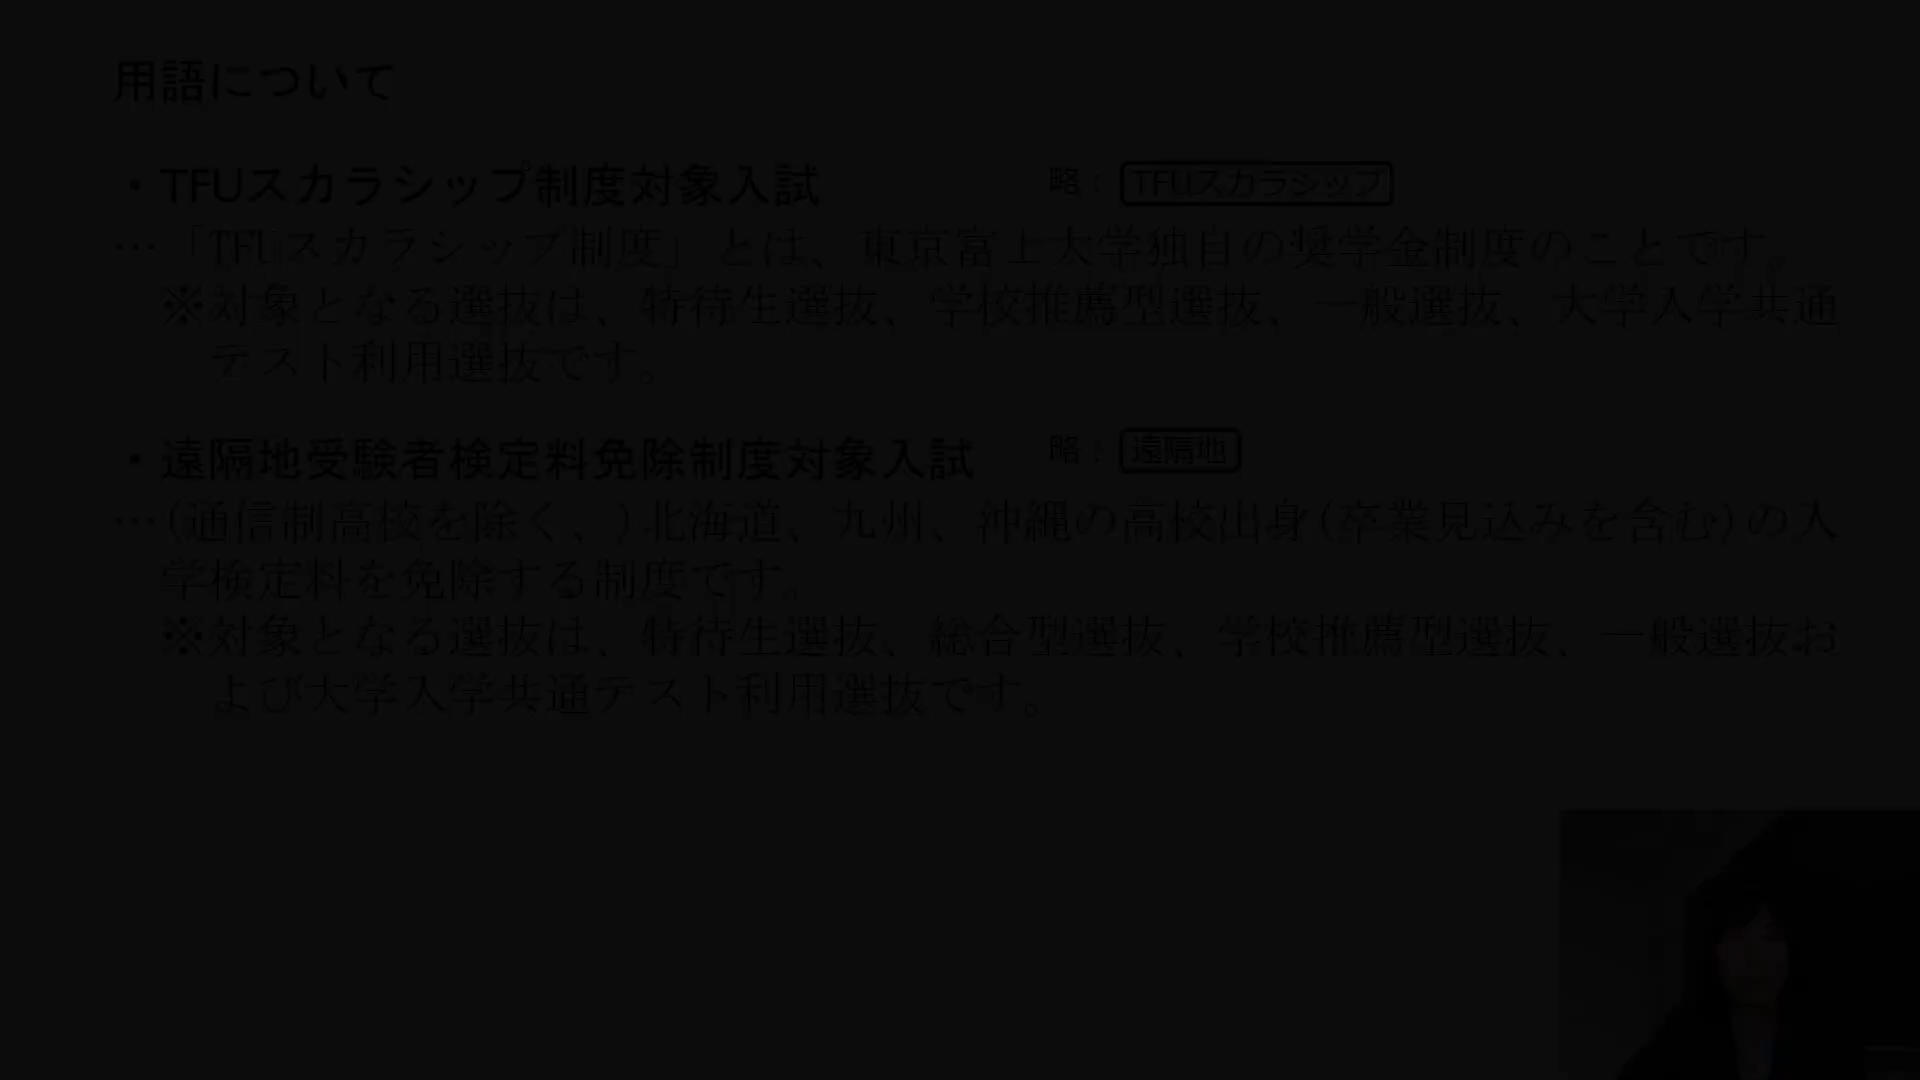 用語について
・TFUスカラシップ制度対象入試 略：TFUスカラシップ
…「TFUスカラシップ制度」とは、東京富士大学独自の奨学金制度のことです。
※対象となる選抜は、特待生選抜、学校推薦型選抜、一般選抜、大学入学共通
テスト利用選抜です。
・遠隔地受験者検定料免除制度対象入試 略：遠隔地
…(通信制高校を除く、)北海道、九州、沖縄の高校出身(卒業見込みを含む)の入
学検定料を免除する制度です。
※対象となる選抜は、特待生選抜、総合型選抜、学校推薦型選抜、一般選抜お
よび大学入学共通テスト利用選抜です。